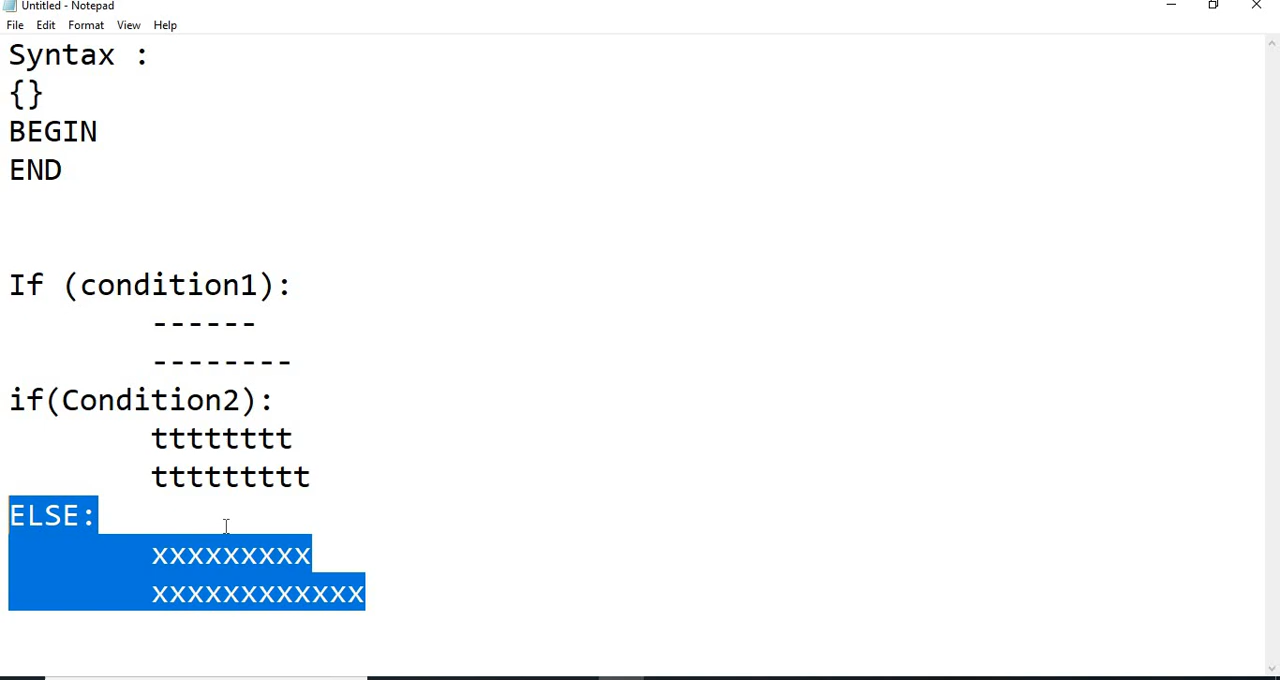 Untitled - Notepad
File Edit Format View Help
Syntax :
{}
BEGIN
END
If (condition1):
------
--------
if(Condition2):
tttttttt
ttttttttt
ELSE:
xxxxxxxxx
xxxxxxxxxxxx